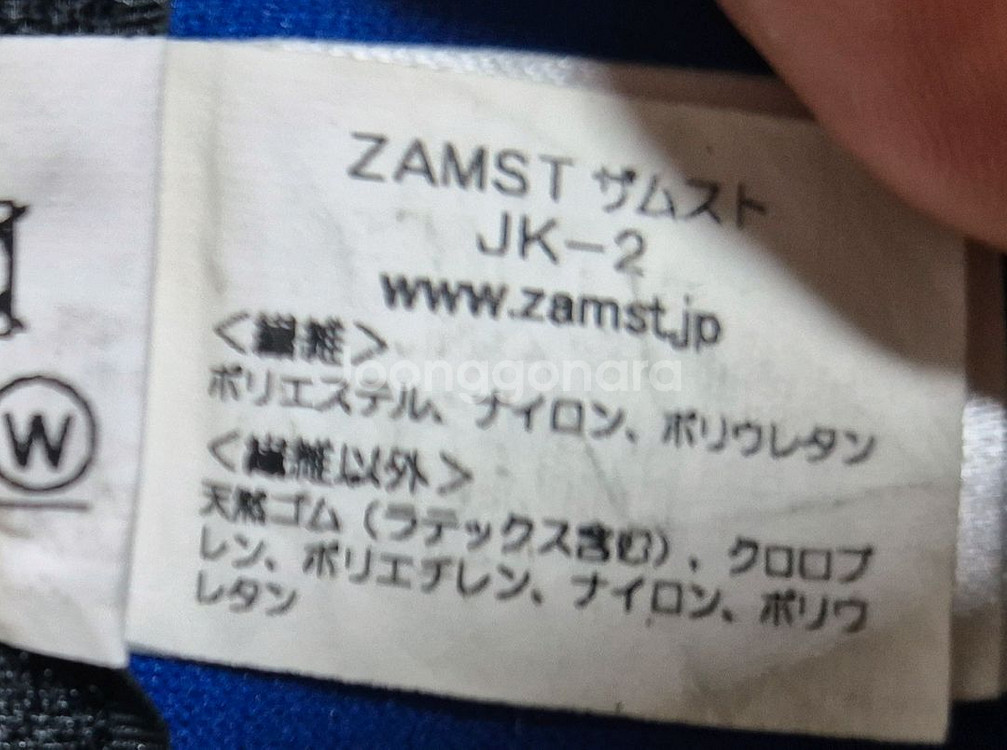 ZAMST ザムスト
JK-2
www.zamst.jp
<繊維>
ポリエステル、ナイロン、ポリウレタン
<繊維以外>
天然ゴム(ラテックス含む)、クロロプ
レン、ポリエチレン、ナイロン、ポリウ
レタン
W
joonggonara